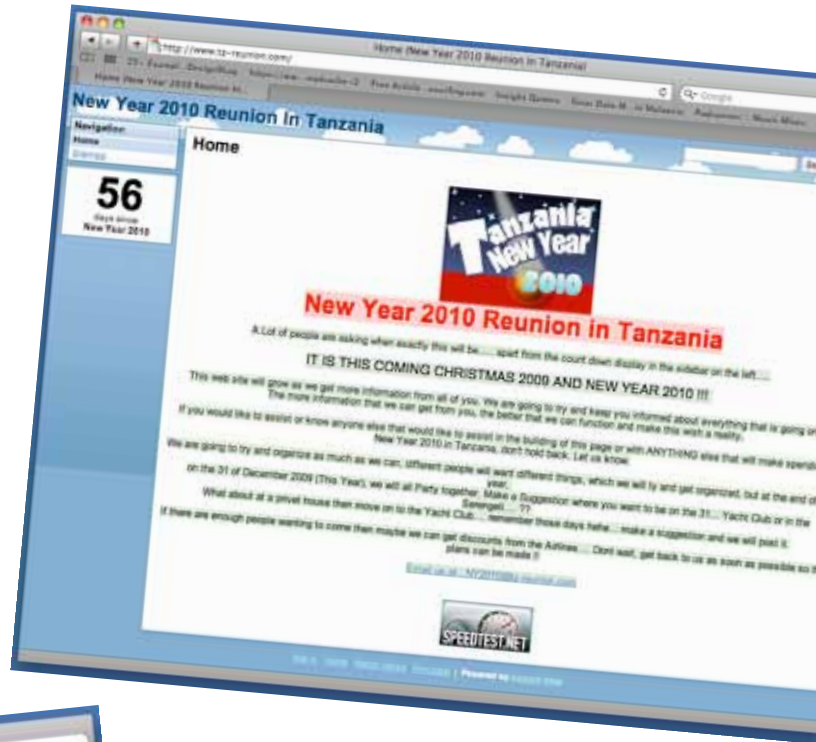 Home (New Year 2010 Reunion In Tanzania)
http://www.tz-reunion.com/
Google
Home (New Year 2010 Reunion In...
New Year 2010 Reunion In Tanzania
Navigation
Home
Sitemap
56
days since
New Year 2010
Home
Tanzania
New Year
2010
New Year 2010 Reunion in Tanzania
A Lot of people are asking when exactly this will be..... apart from the count down display in the sidebar on the left.....
IT IS THIS COMING CHRISTMAS 2009 AND NEW YEAR 2010 !!!
This web site will grow as we get more information from all of you. We are going to try and keep you informed about everything that is going on
The more information that we can get from you, the better that we can function and make this wish a reality.
If you would like to assist or know anyone else that would like to assist in the building of this page or with ANYTHING else that will make spendi
New Year 2010 in Tanzania, don't hold back. Let us know.
We are going to try and organize as much as we can, different people will want different things, which we will ty and get organized, but at the end of
year,
on the 31 of December 2009 (This Year), we will all Party together. Make a Suggestion where you want to be on the 31.... Yacht Club or in the
Serengeti..... ??
What about at a privet house then move on to the Yacht Club.... remember those days hehe... make a suggestion and we will post it.
If there are enough people wanting to come then maybe we can get discounts from the Airlines..... Dont wait, get back to us as soon as possible so t
plans can be made !!
Email us at :
SPEEDTEST.NET
Powered by